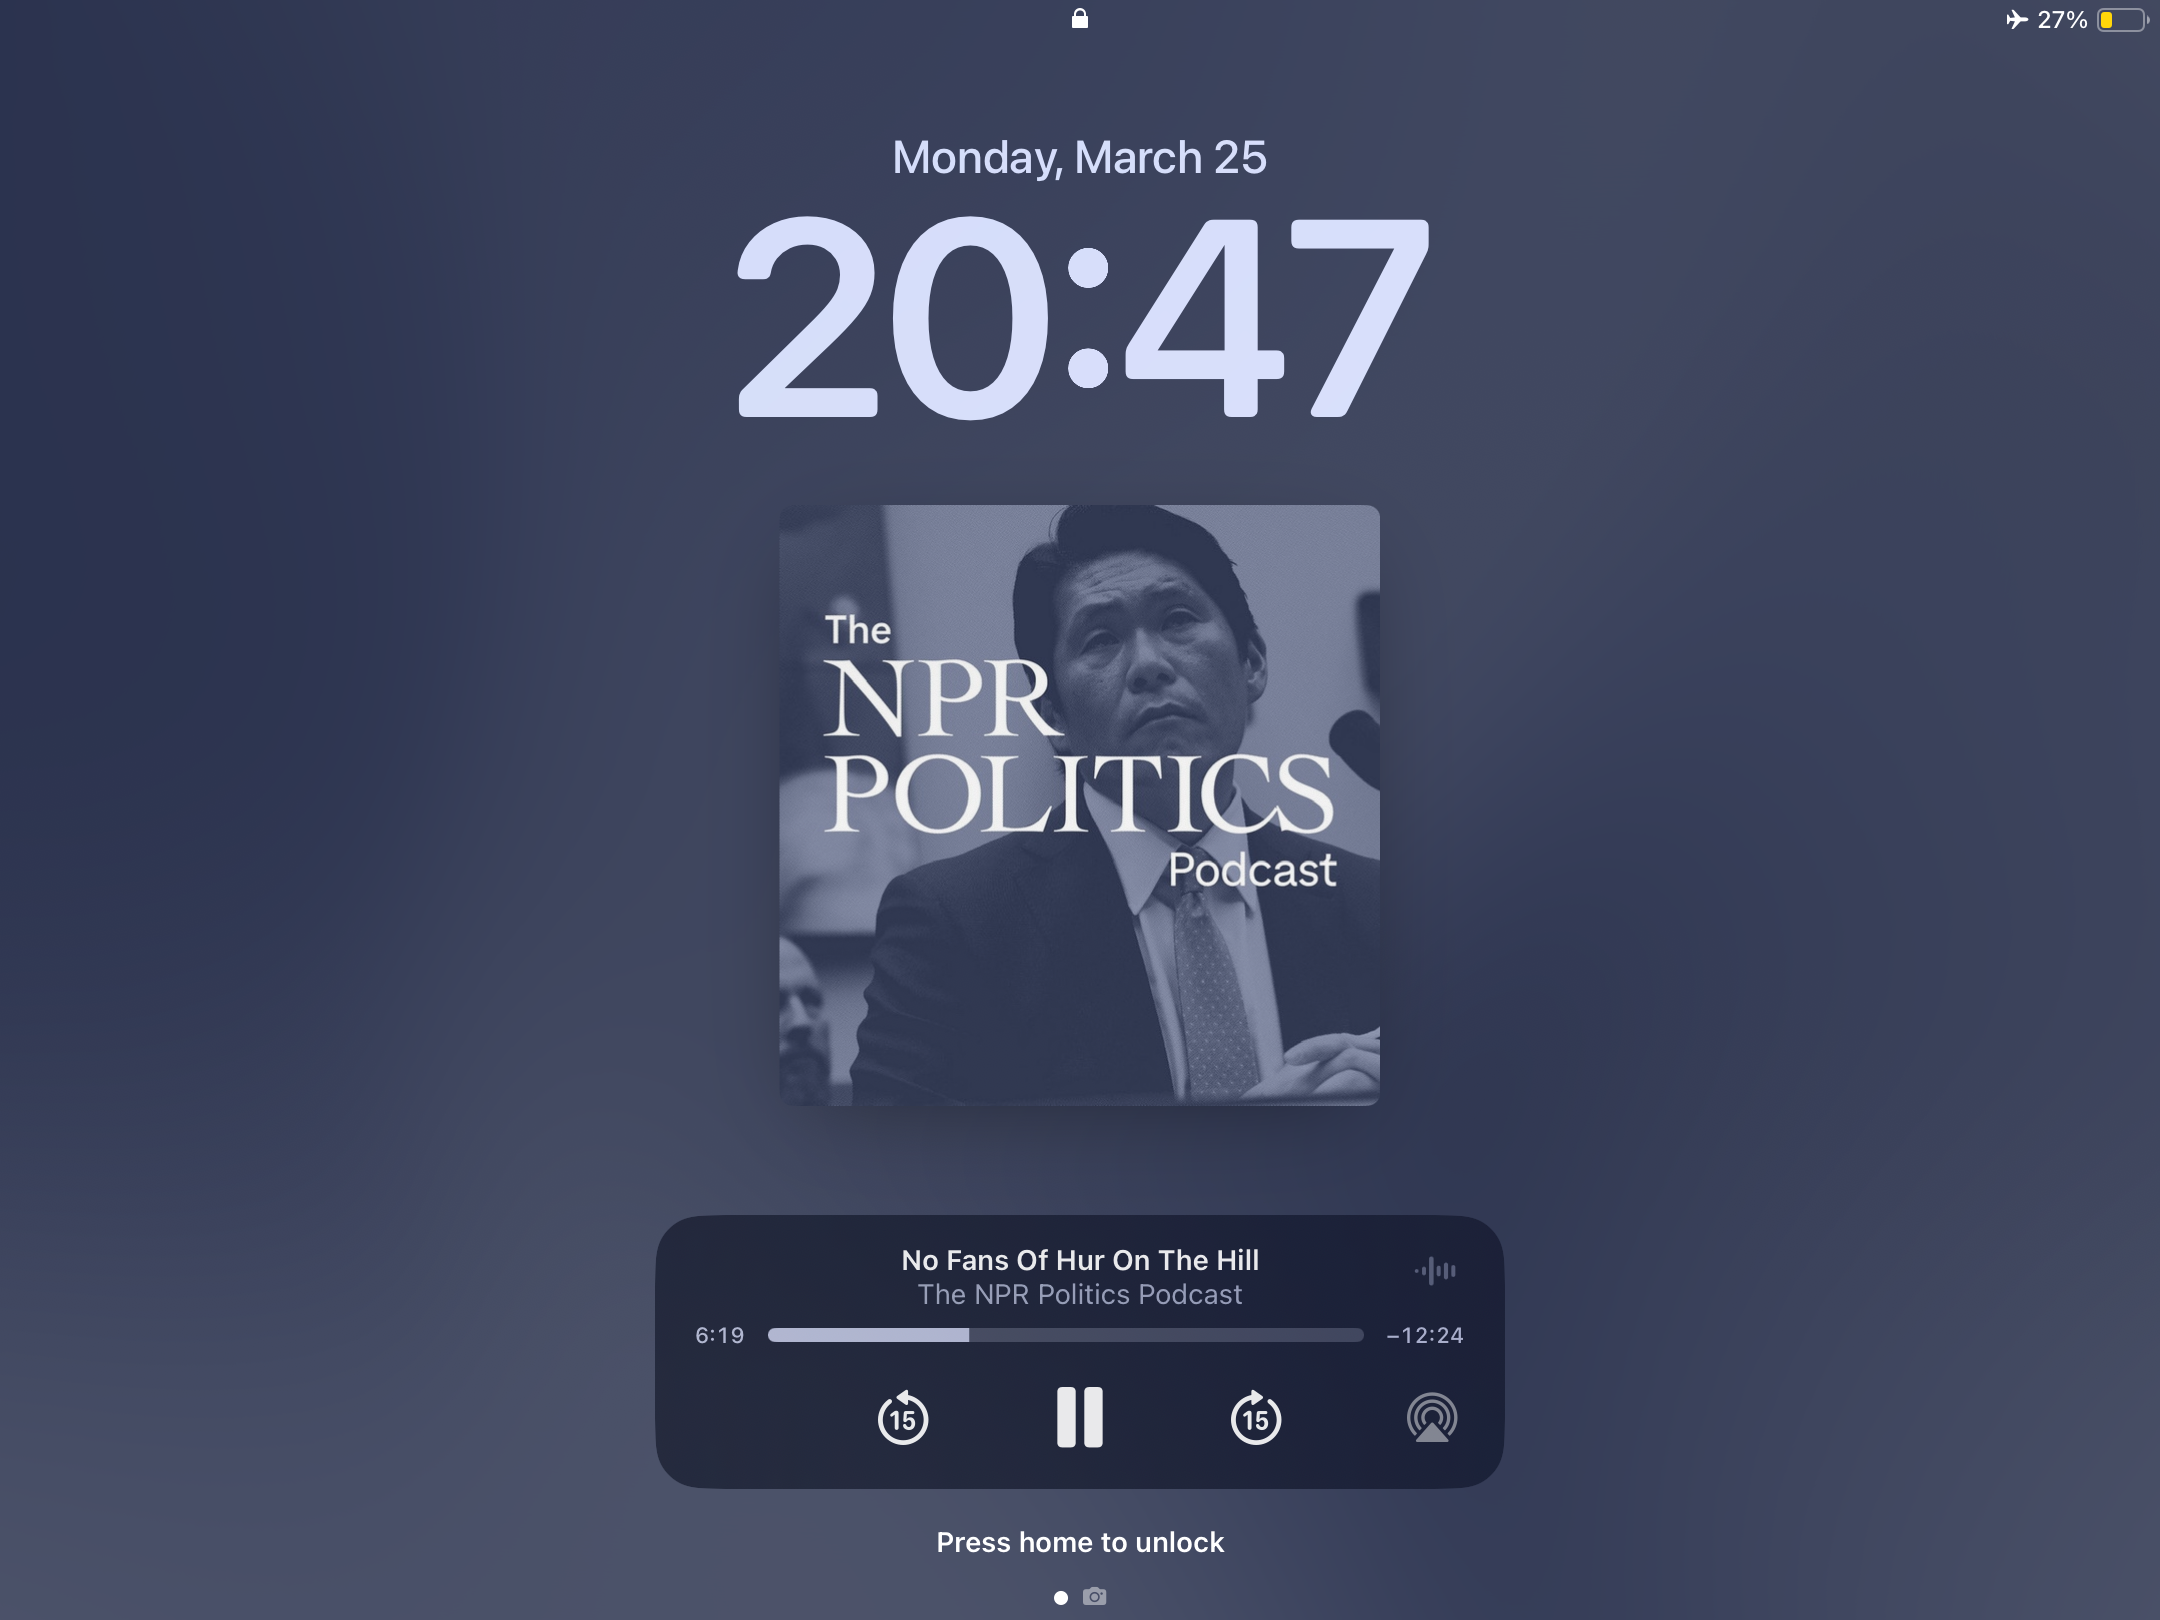 27%
Monday, March 25
20:47
The
NPR
POLITICS
Podcast
No Fans Of Hur On The Hill
The NPR Politics Podcast
6:19
−12:24
15
15
Press home to unlock